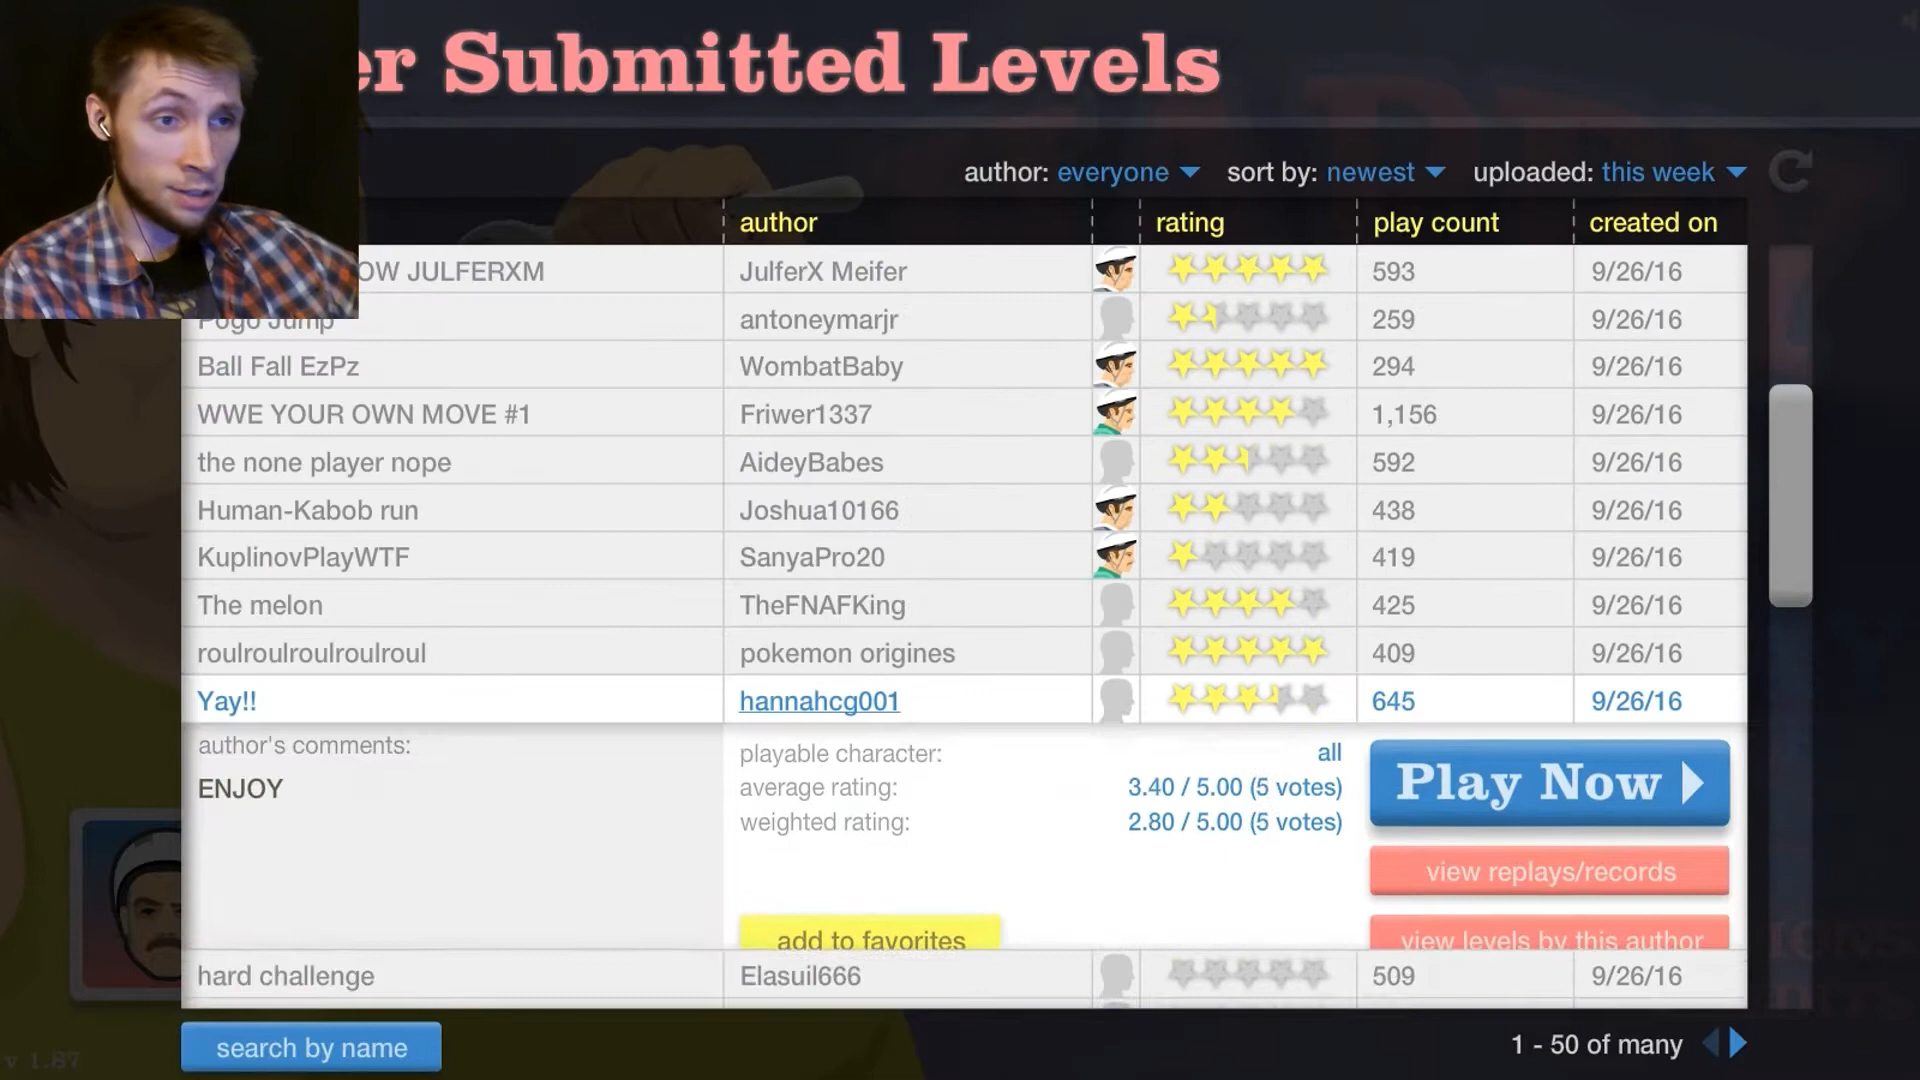 er Submitted Levels
author: everyone sort by: newest uploaded: this week
author rating play count created on
OW JULFERXM JulferX Meifer 593 9/26/16
Pogo Jump antoneymarjr 259 9/26/16
Ball Fall EzPz WombatBaby 294 9/26/16
WWE YOUR OWN MOVE #1 Friwer1337 1,156 9/26/16
the none player nope AideyBabes 592 9/26/16
Human-Kabob run Joshua10166 438 9/26/16
KuplinovPlayWTF SanyaPro20 419 9/26/16
The melon TheFNAFKing 425 9/26/16
roulroulroulroulroul pokemon origines 409 9/26/16
Yay!! hannahcg001 645 9/26/16
author's comments:
ENJOY
playable character: all
average rating: 3.40 / 5.00 (5 votes)
weighted rating: 2.80 / 5.00 (5 votes)
Play Now
view replays/records
add to favorites
view levels by this author
hard challenge Elasuil666 509 9/26/16
search by name
1 - 50 of many
v 1.87